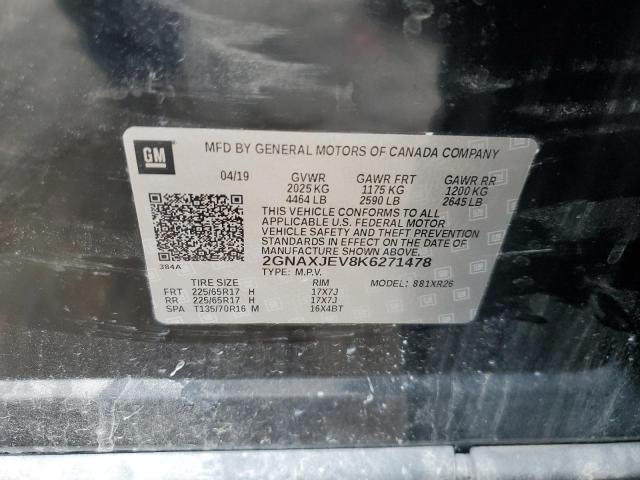 GM
MFD BY GENERAL MOTORS OF CANADA COMPANY
04/19 GVWR GAWR FRT GAWR RR
2025 KG 1175 KG 1200 KG
4464 LB 2590 LB 2645 LB
THIS VEHICLE CONFORMS TO ALL
APPLICABLE U.S. FEDERAL MOTOR
VEHICLE SAFETY AND THEFT PREVENTION
STANDARDS IN EFFECT ON THE DATE OF
MANUFACTURE SHOWN ABOVE.
2GNAXJEV8K6271478
384A
TYPE: M.P.V. MODEL: 881XR26
TIRE SIZE RIM
FRT 225/65R17 H 17X7J
RR 225/65R17 H 17X7J
SPA T135/70R16 M 16X4BT